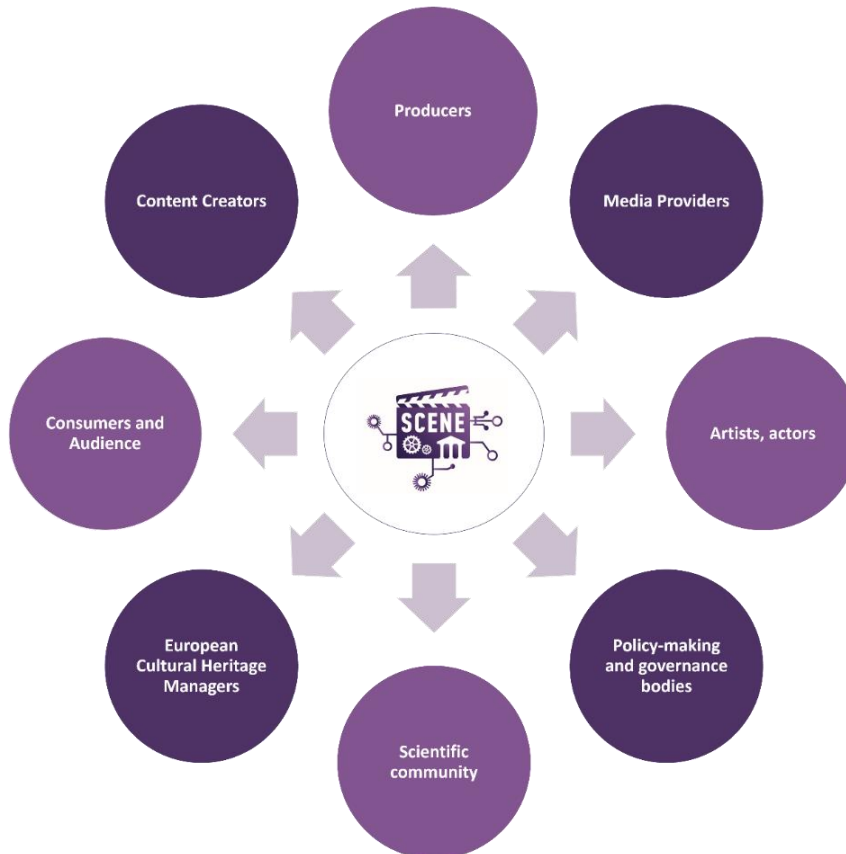 Producers
Content Creators
Media Providers
SCENE
Consumers and
Audience
Artists, actors
European
Cultural Heritage
Managers
Policy-making
and governance
bodies
Scientific
community